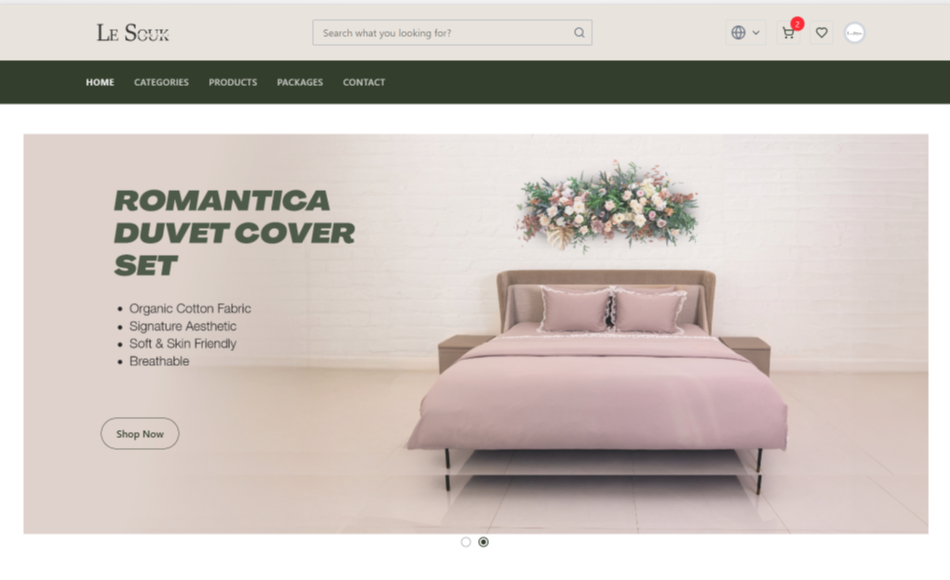 LE SOUK
Search what you looking for?
2
HOME CATEGORIES PRODUCTS PACKAGES CONTACT
ROMANTICA
DUVET COVER
SET
• Organic Cotton Fabric
• Signature Aesthetic
• Soft & Skin Friendly
• Breathable
Shop Now